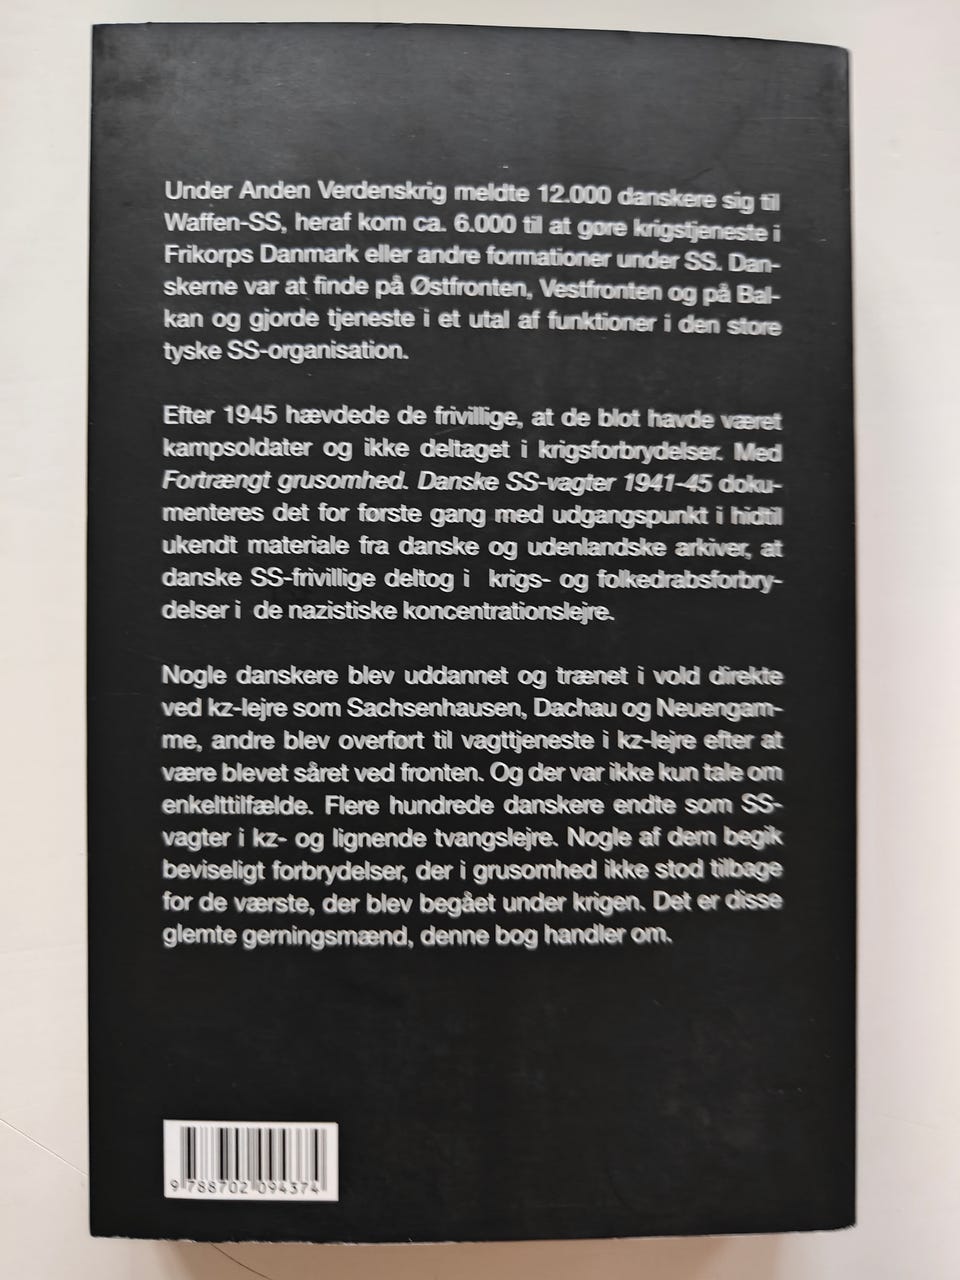 Under Anden Verdenskrig meldte 12.000 danskere sig til
Waffen-SS, heraf kom ca. 6.000 til at gøre krigstjeneste i
Frikorps Danmark eller andre formationer under SS. Dan-
skerne var at finde på Østfronten, Vestfronten og på Bal-
kan og gjorde tjeneste i et utal af funktioner i den store
tyske SS-organisation.
Efter 1945 hævdede de frivillige, at de blot havde været
kampsoldater og ikke deltaget i krigsforbrydelser. Med
Fortrængt grusomhed. Danske SS-vagter 1941-45 doku-
menteres det for første gang med udgangspunkt i hidtil
ukendt materiale fra danske og udenlandske arkiver, at
danske SS-frivillige deltog i krigs- og folkedrabsforbry-
delser i de nazistiske koncentrationslejre.
Nogle danskere blev uddannet og trænet i vold direkte
ved kz-lejre som Sachsenhausen, Dachau og Neuengam-
me, andre blev overført til vagttjeneste i kz-lejre efter at
være blevet såret ved fronten. Og der var ikke kun tale om
enkelttilfælde. Flere hundrede danskere endte som SS-
vagter i kz- og lignende tvangslejre. Nogle af dem begik
beviseligt forbrydelser, der i grusomhed ikke stod tilbage
for de værste, der blev begået under krigen. Det er disse
glemte gerningsmænd, denne bog handler om.
9 788702 094374